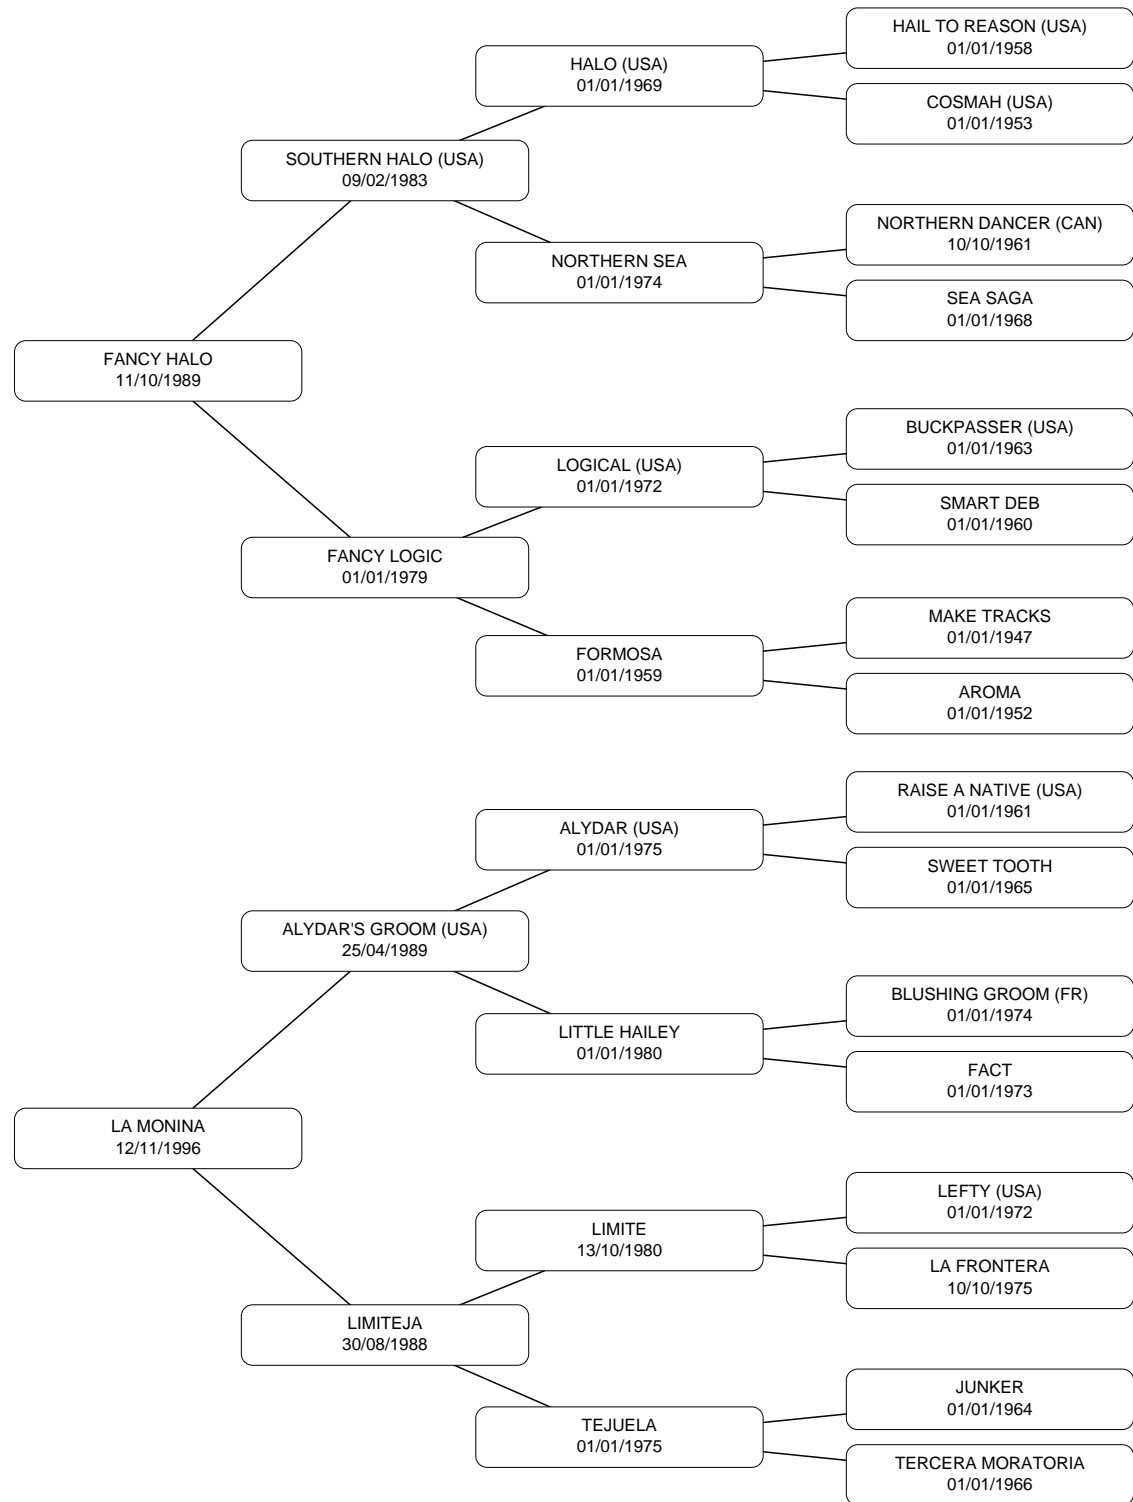 HAIL TO REASON (USA)
01/01/1958
HALO (USA)
01/01/1969
COSMAH (USA)
01/01/1953
SOUTHERN HALO (USA)
09/02/1983
NORTHERN DANCER (CAN)
10/10/1961
NORTHERN SEA
01/01/1974
SEA SAGA
01/01/1968
FANCY HALO
11/10/1989
BUCKPASSER (USA)
01/01/1963
LOGICAL (USA)
01/01/1972
SMART DEB
01/01/1960
FANCY LOGIC
01/01/1979
MAKE TRACKS
01/01/1947
FORMOSA
01/01/1959
AROMA
01/01/1952
RAISE A NATIVE (USA)
01/01/1961
ALYDAR (USA)
01/01/1975
SWEET TOOTH
01/01/1965
ALYDAR'S GROOM (USA)
25/04/1989
BLUSHING GROOM (FR)
01/01/1974
LITTLE HAILEY
01/01/1980
FACT
01/01/1973
LA MONINA
12/11/1996
LEFTY (USA)
01/01/1972
LIMITE
13/10/1980
LA FRONTERA
10/10/1975
LIMITEJA
30/08/1988
JUNKER
01/01/1964
TEJUELA
01/01/1975
TERCERA MORATORIA
01/01/1966